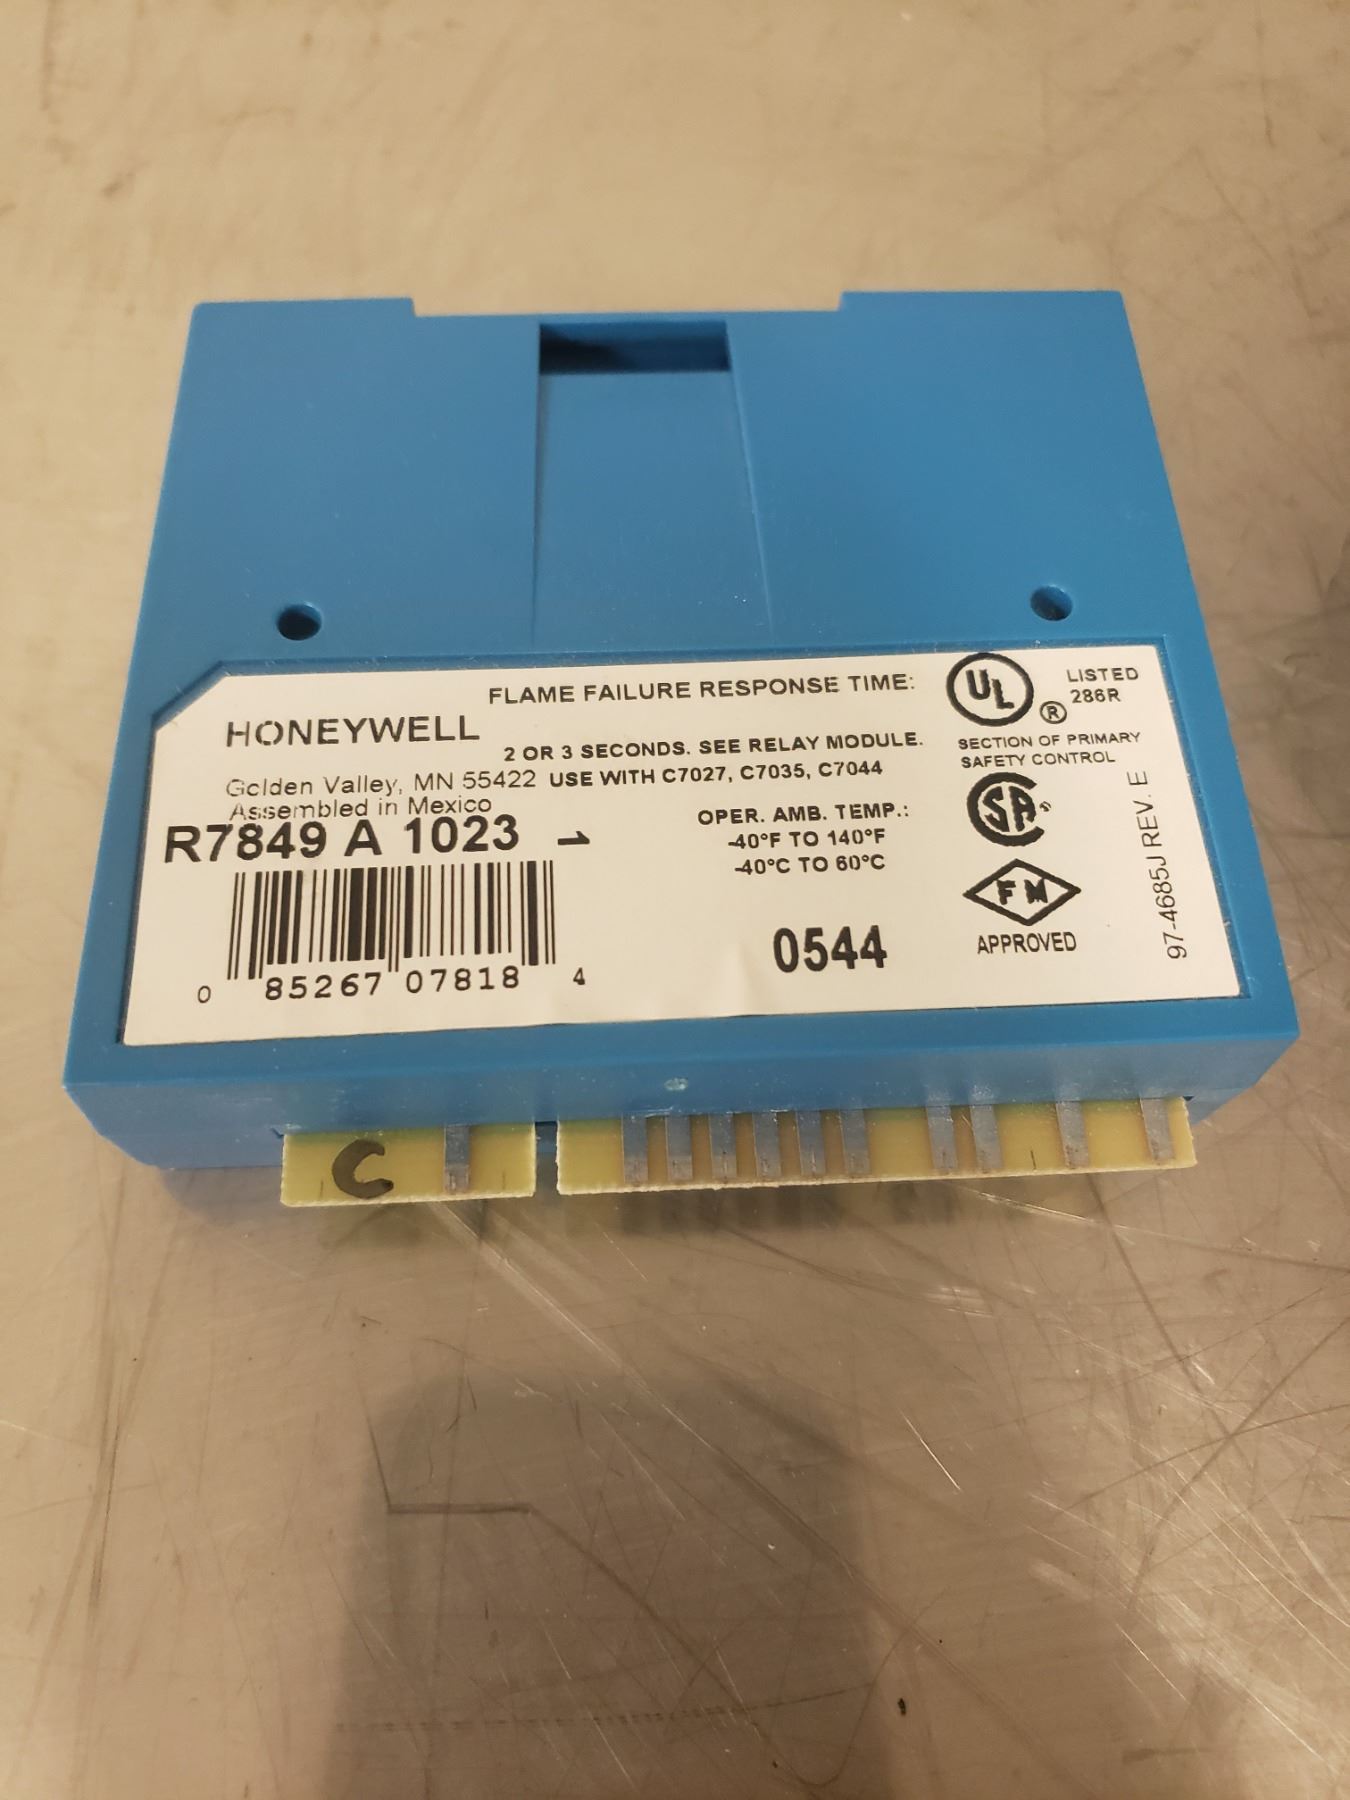 FLAME FAILURE RESPONSE TIME:
HONEYWELL
2 OR 3 SECONDS. SEE RELAY MODULE.
Golden Valley, MN 55422 USE WITH C7027, C7035, C7044
Assembled in Mexico
R7849 A 1023 1
0 85267 07818 4
OPER. AMB. TEMP.:
-40°F TO 140°F
-40°C TO 60°C
0544
UL ® LISTED
286R
SECTION OF PRIMARY
SAFETY CONTROL
SA ®
FM
APPROVED
97-4685J REV. E
C